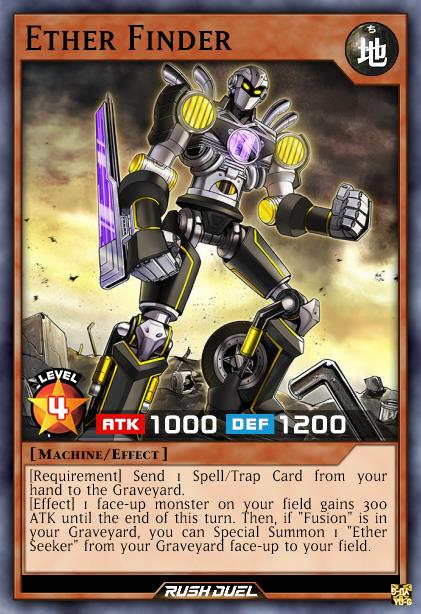 Ether Finder
ち
地
LEVEL
4
ATK 1000 DEF 1200
[Machine/Effect]
[Requirement] Send 1 Spell/Trap Card from your
hand to the Graveyard.
[Effect] 1 face-up monster on your field gains 300
ATK until the end of this turn. Then, if "Fusion" is in
your Graveyard, you can Special Summon 1 "Ether
Seeker" from your Graveyard face-up to your field.
RUSH DUEL